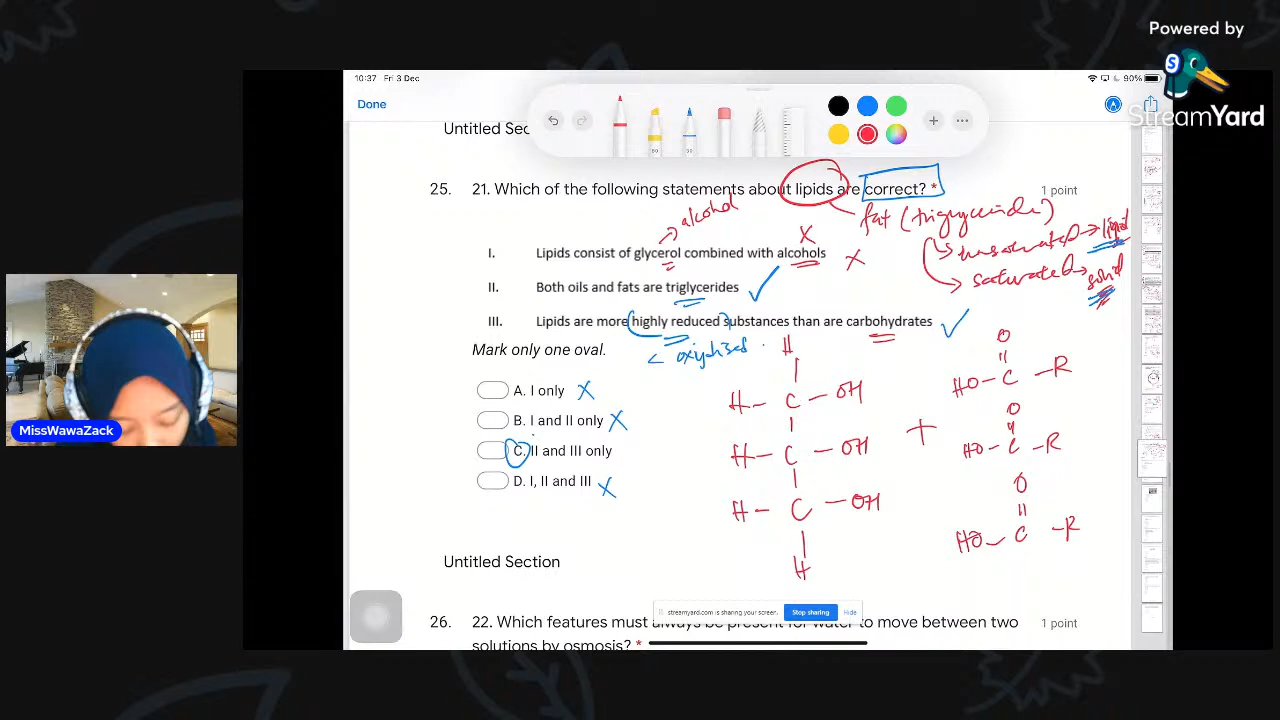 Powered by
S
StreamYard
10:37 Fri 3 Dec
90%
Done
Untitled Sec
25. 21. Which of the following statements about lipids are correct? * 1 point
alcohol
fat (triglyceride)
unsaturated → liquid
saturated → solid
I. Lipids consist of glycerol combined with alcohols X X
II. Both oils and fats are triglycerides ✓
III. Lipids are more highly reduced substances than are carbohydrates ✓
< oxydised
Mark only one oval.
A. I only X
B. I and II only X
C. II and III only
D. I, II and III X
H
H - C - OH
H - C - OH
H - C - OH
H
+
O
HO - C - R
O
HO - C - R
O
HO - C - R
Untitled Section
streamyard.com is sharing your screen. Stop sharing Hide
26. 22. Which features must always be present for water to move between two 1 point
solutions by osmosis? *
MissWawaZack